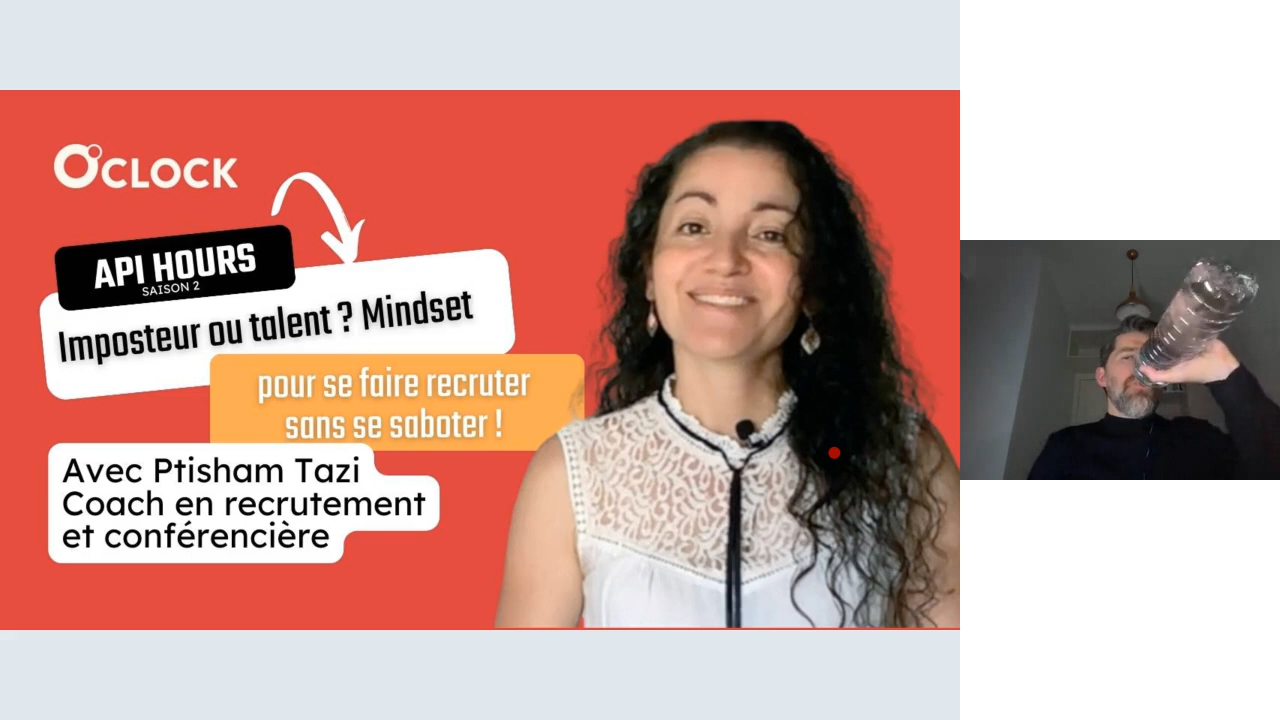 O'CLOCK
API HOURS
SAISON 2
Imposteur ou talent ? Mindset
pour se faire recruter
sans se saboter !
Avec Ptisham Tazi
Coach en recrutement
et conférencière